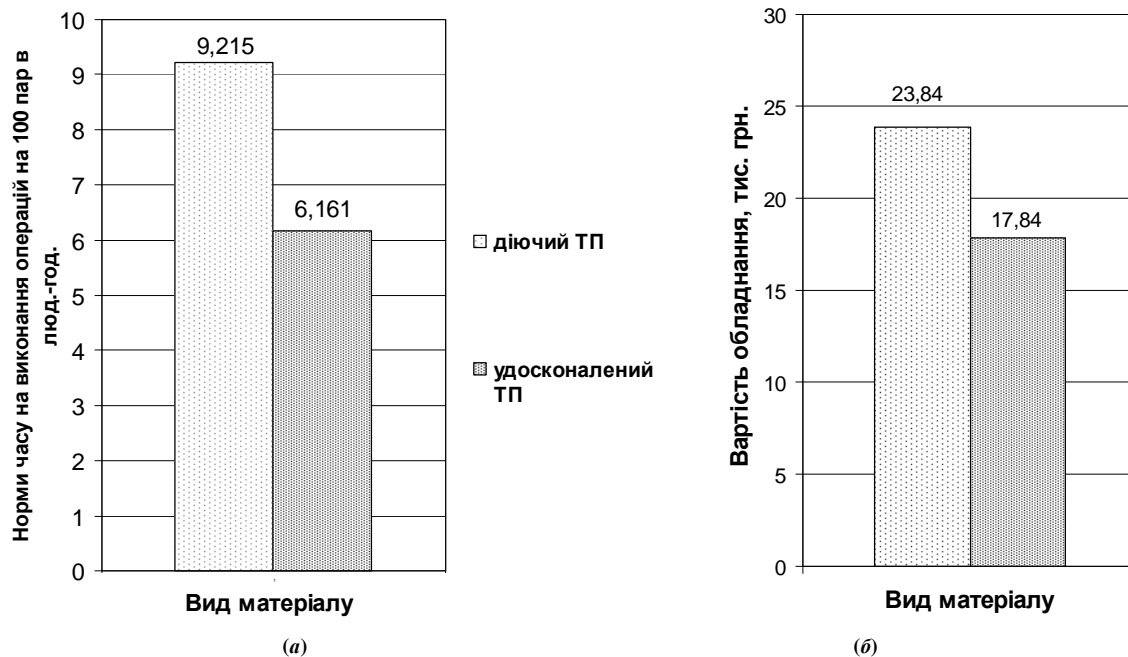 Норми часу на виконання операцій на 100 пар в
люд.-год.
10
9
8
7
6
5
4
3
2
1
0
9,215
6,161
Вид матеріалу
(а)
діючий ТП
удосконалений
ТП
Вартість обладнання, тис. грн.
30
25
20
15
10
5
0
23,84
17,84
Вид матеріалу
(б)